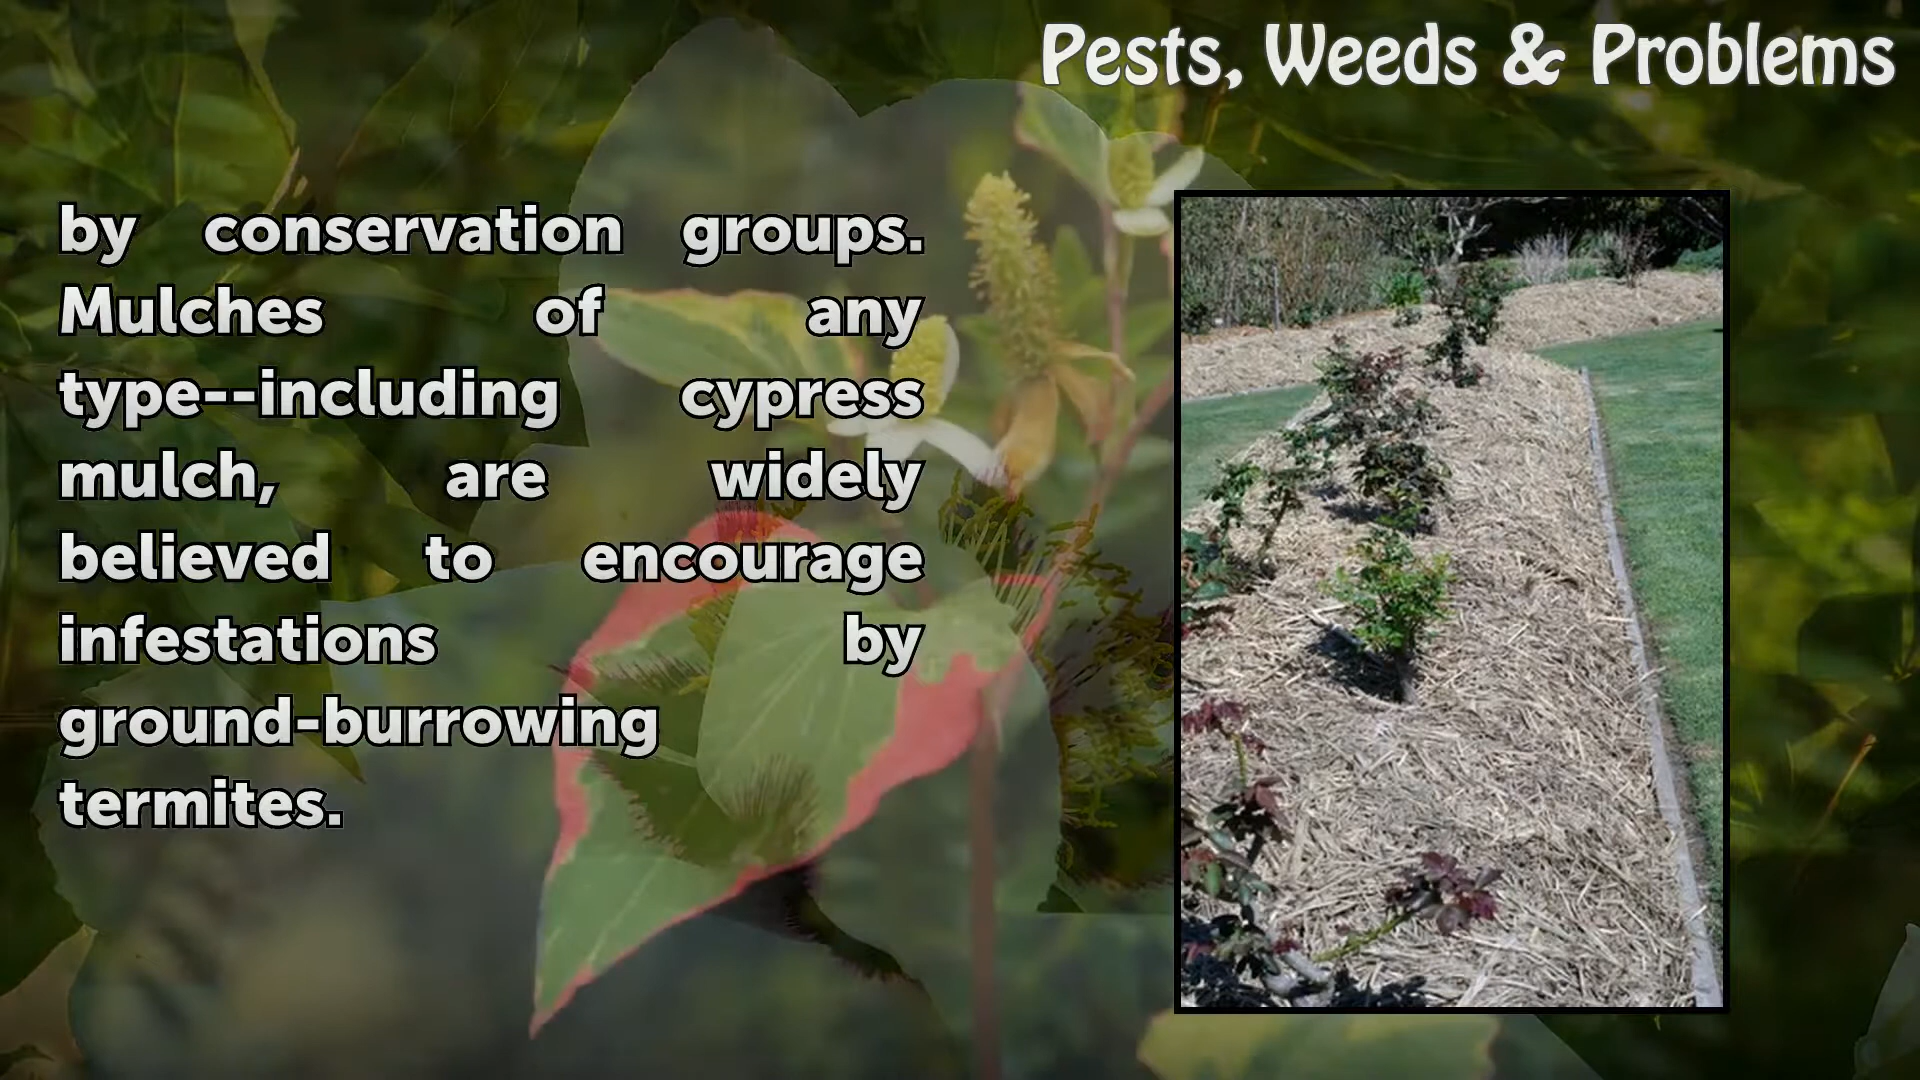 Pests, Weeds & Problems
by conservation groups.
Mulches of any
type--including cypress
mulch, are widely
believed to encourage
infestations by
ground-burrowing
termites.